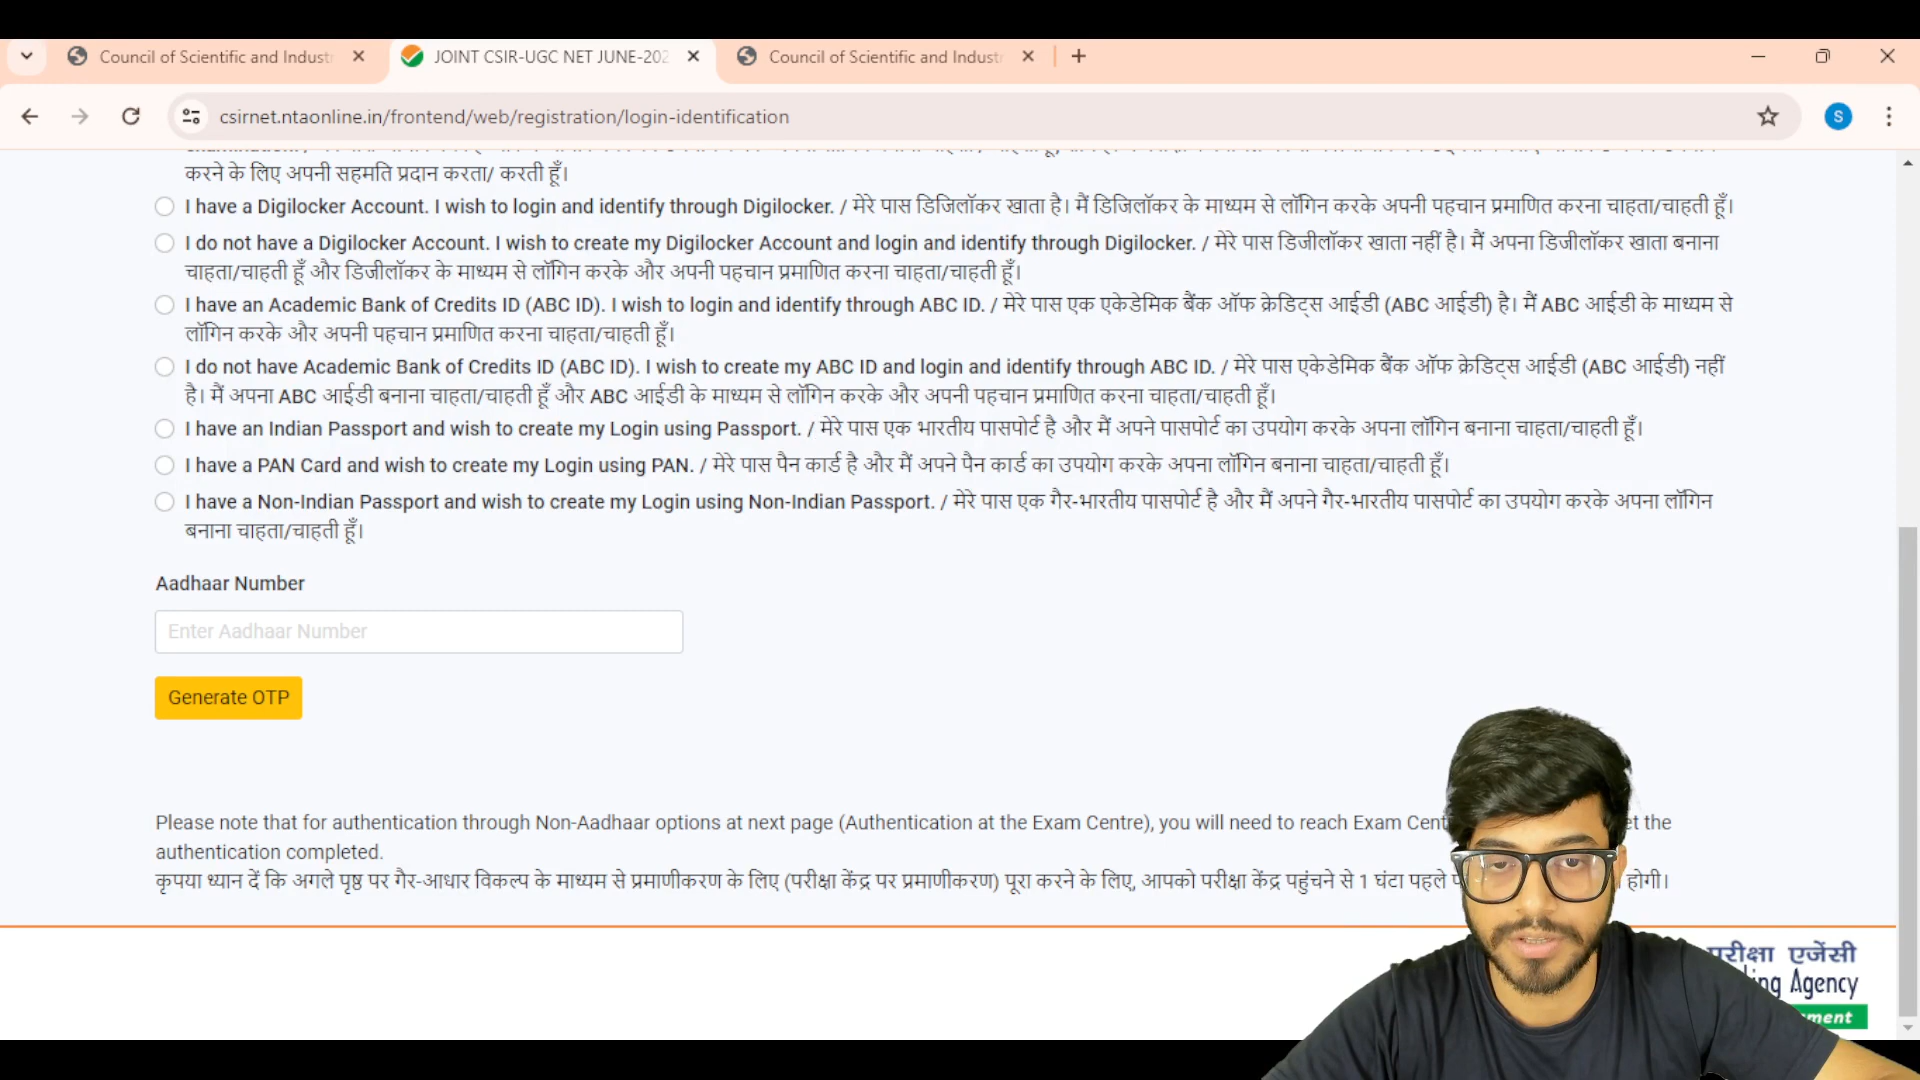 Council of Scientific and Industr
JOINT CSIR-UGC NET JUNE-202
Council of Scientific and Industr
csirnet.ntaonline.in/frontend/web/registration/login-identification
S
करने के लिए अपनी सहमति प्रदान करता/ करती हूँ।
I have a Digilocker Account. I wish to login and identify through Digilocker. / मेरे पास डिजिलॉकर खाता है। मैं डिजिलॉकर के माध्यम से लॉगिन करके अपनी पहचान प्रमाणित करना चाहता/चाहती हूँ।
I do not have a Digilocker Account. I wish to create my Digilocker Account and login and identify through Digilocker. / मेरे पास डिजीलॉकर खाता नहीं है। मैं अपना डिजीलॉकर खाता बनाना
चाहता/चाहती हूँ और डिजीलॉकर के माध्यम से लॉगिन करके और अपनी पहचान प्रमाणित करना चाहता/चाहती हूँ।
I have an Academic Bank of Credits ID (ABC ID). I wish to login and identify through ABC ID. / मेरे पास एक एकेडेमिक बैंक ऑफ क्रेडिट्स आईडी (ABC आईडी) है। मैं ABC आईडी के माध्यम से
लॉगिन करके और अपनी पहचान प्रमाणित करना चाहता/चाहती हूँ।
I do not have Academic Bank of Credits ID (ABC ID). I wish to create my ABC ID and login and identify through ABC ID. / मेरे पास एकेडेमिक बैंक ऑफ क्रेडिट्स आईडी (ABC आईडी) नहीं
है। मैं अपना ABC आईडी बनाना चाहता/चाहती हूँ और ABC आईडी के माध्यम से लॉगिन करके और अपनी पहचान प्रमाणित करना चाहता/चाहती हूँ।
I have an Indian Passport and wish to create my Login using Passport. / मेरे पास एक भारतीय पासपोर्ट है और मैं अपने पासपोर्ट का उपयोग करके अपना लॉगिन बनाना चाहता/चाहती हूँ।
I have a PAN Card and wish to create my Login using PAN. / मेरे पास पैन कार्ड है और मैं अपने पैन कार्ड का उपयोग करके अपना लॉगिन बनाना चाहता/चाहती हूँ।
I have a Non-Indian Passport and wish to create my Login using Non-Indian Passport. / मेरे पास एक गैर-भारतीय पासपोर्ट है और मैं अपने गैर-भारतीय पासपोर्ट का उपयोग करके अपना लॉगिन
बनाना चाहता/चाहती हूँ।
Aadhaar Number
Enter Aadhaar Number
Generate OTP
Please note that for authentication through Non-Aadhaar options at next page (Authentication at the Exam Centre), you will need to reach Exam Cent et the
authentication completed.
कृपया ध्यान दें कि अगले पृष्ठ पर गैर-आधार विकल्प के माध्यम से प्रमाणीकरण के लिए (परीक्षा केंद्र पर प्रमाणीकरण) पूरा करने के लिए, आपको परीक्षा केंद्र पहुंचने से 1 घंटा पहले होगी।
परीक्षा एजेंसी
ing Agency
ment